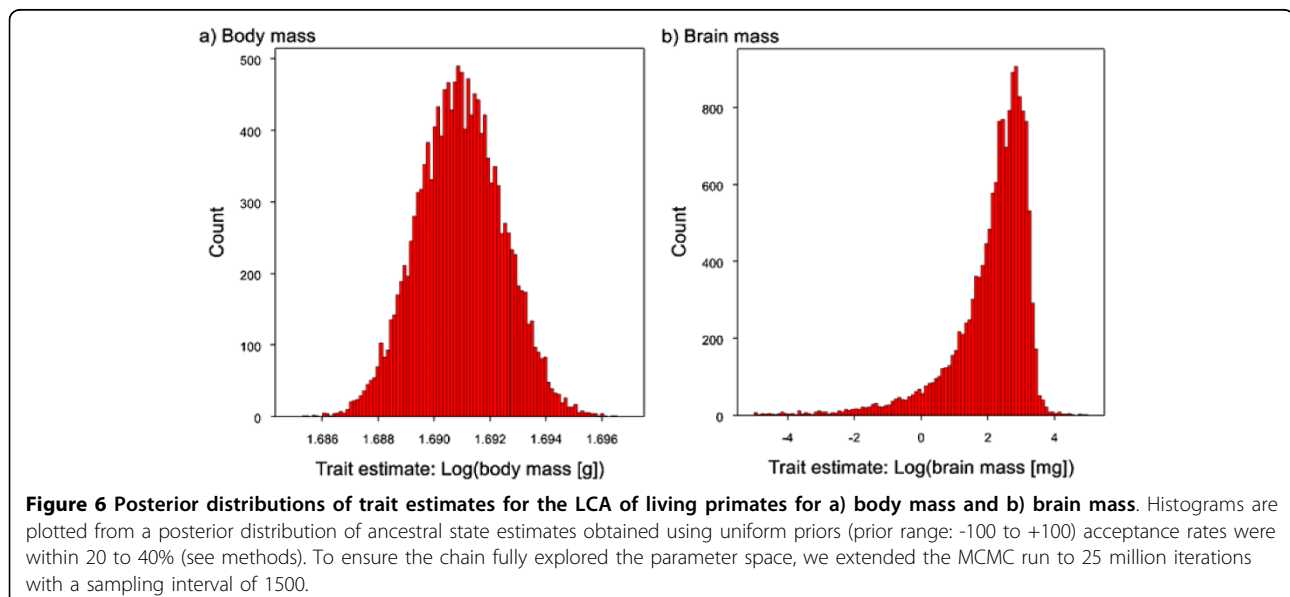 a) Body mass
500
400
300
200
100
0
Count
1.686 1.688 1.690 1.692 1.694 1.696
Trait estimate: Log(body mass [g])
b) Brain mass
800
600
400
200
0
Count
-4 -2 0 2 4
Trait estimate: Log(brain mass [mg])
Figure 6 Posterior distributions of trait estimates for the LCA of living primates for a) body mass and b) brain mass. Histograms are
plotted from a posterior distribution of ancestral state estimates obtained using uniform priors (prior range: -100 to +100) acceptance rates were
within 20 to 40% (see methods). To ensure the chain fully explored the parameter space, we extended the MCMC run to 25 million iterations
with a sampling interval of 1500.